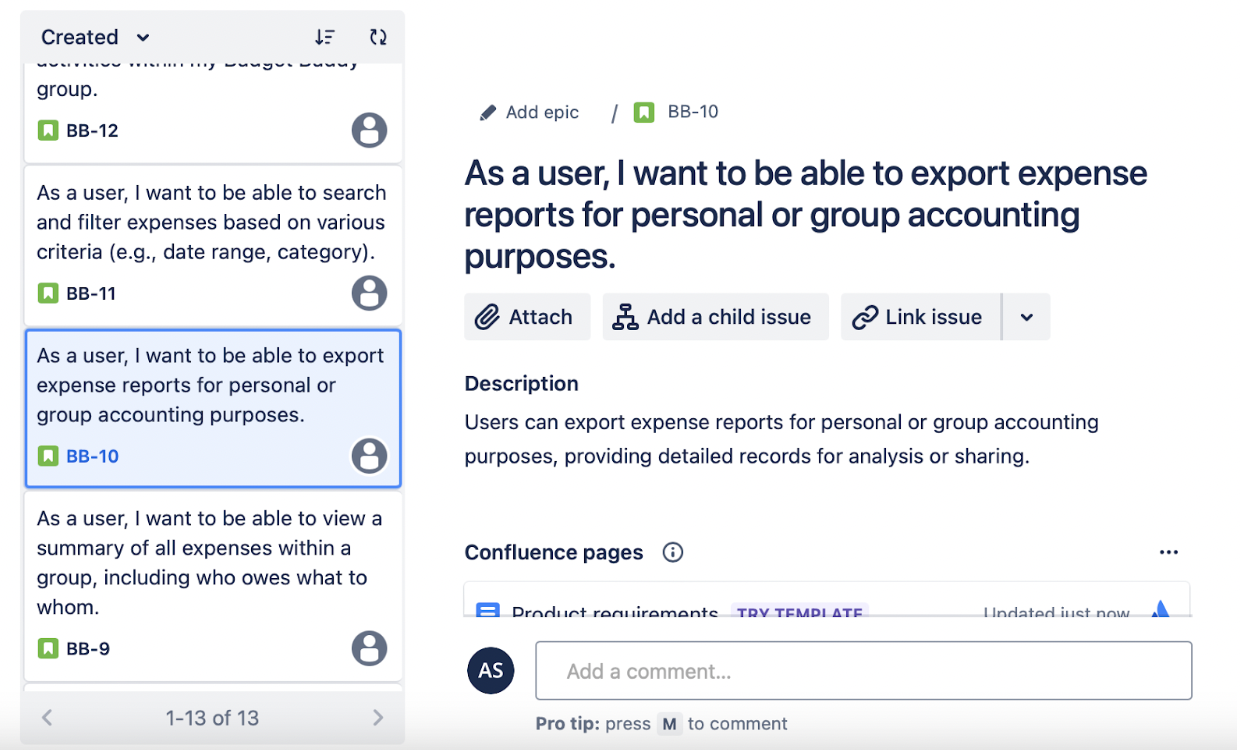 Created
activities within my Budget Buddy
group.
BB-12
As a user, I want to be able to search
and filter expenses based on various
criteria (e.g., date range, category).
BB-11
As a user, I want to be able to export
expense reports for personal or
group accounting purposes.
BB-10
As a user, I want to be able to view a
summary of all expenses within a
group, including who owes what to
whom.
BB-9
1-13 of 13
Add epic / BB-10
As a user, I want to be able to export expense
reports for personal or group accounting
purposes.
Attach Add a child issue Link issue
Description
Users can export expense reports for personal or group accounting
purposes, providing detailed records for analysis or sharing.
Confluence pages
Product requirements TRY TEMPLATE Updated just now
AS Add a comment...
Pro tip: press M to comment